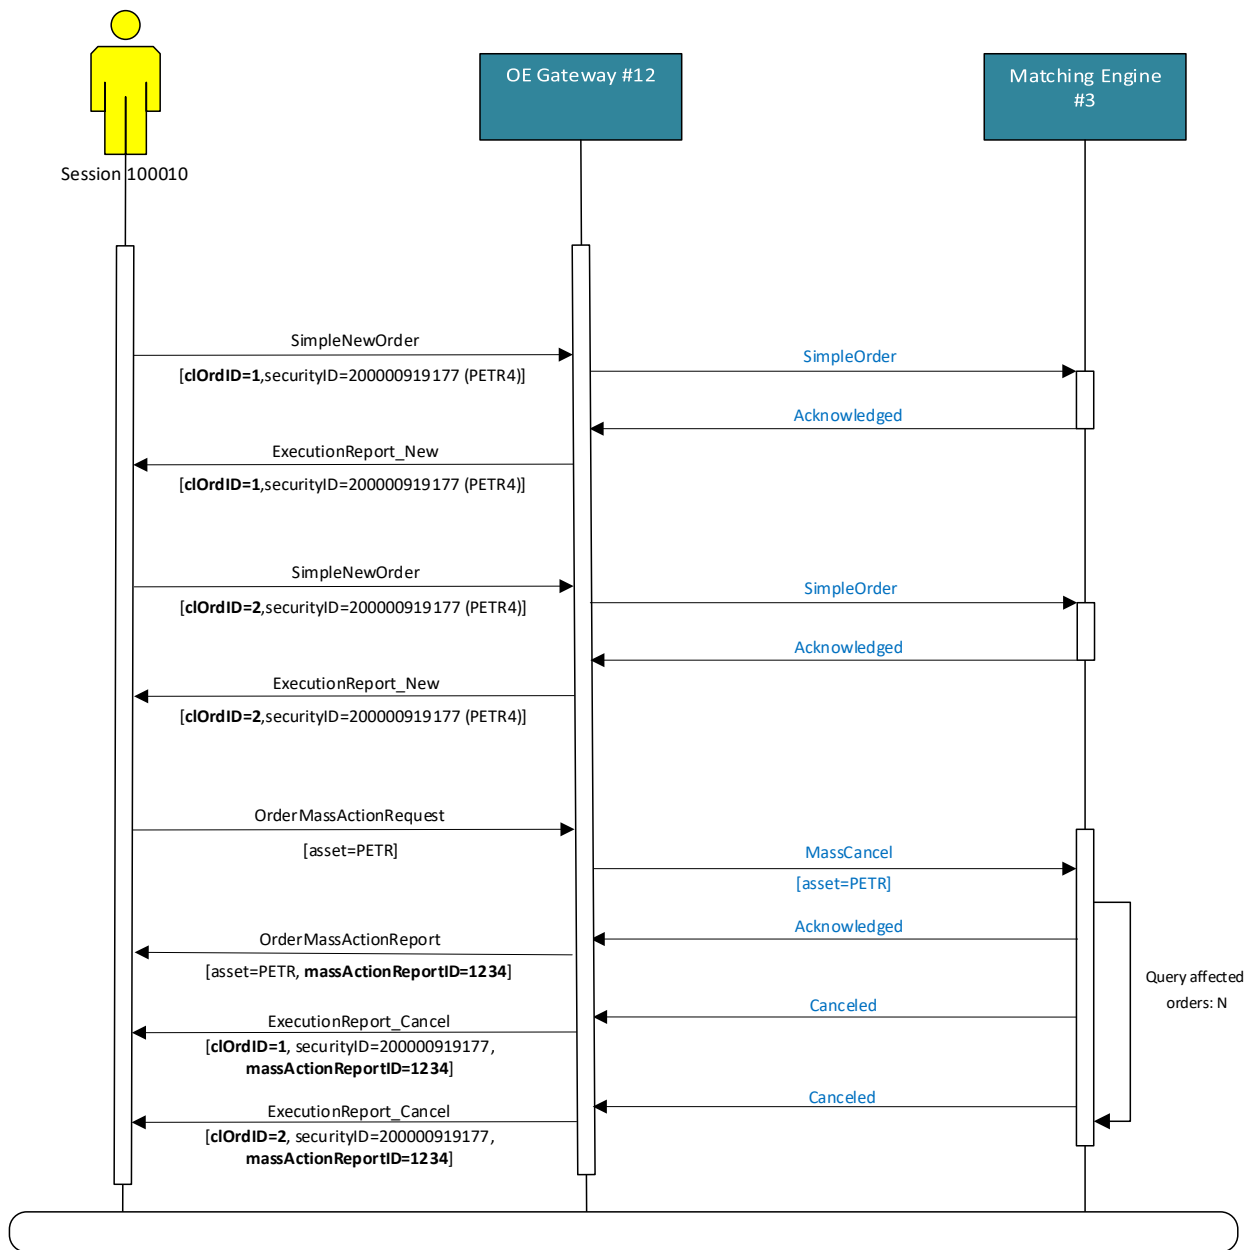 Session 100010
OE Gateway #12
Matching Engine
#3
SimpleNewOrder
[clOrdID=1,securityID=200000919177 (PETR4)]
SimpleOrder
Acknowledged
ExecutionReport_New
[clOrdID=1,securityID=200000919177 (PETR4)]
SimpleNewOrder
[clOrdID=2,securityID=200000919177 (PETR4)]
SimpleOrder
Acknowledged
ExecutionReport_New
[clOrdID=2,securityID=200000919177 (PETR4)]
OrderMassActionRequest
[asset=PETR]
MassCancel
[asset=PETR]
Acknowledged
OrderMassActionReport
[asset=PETR, massActionReportID=1234]
Query affected
orders: N
Canceled
ExecutionReport_Cancel
[clOrdID=1, securityID=200000919177,
massActionReportID=1234]
Canceled
ExecutionReport_Cancel
[clOrdID=2, securityID=200000919177,
massActionReportID=1234]